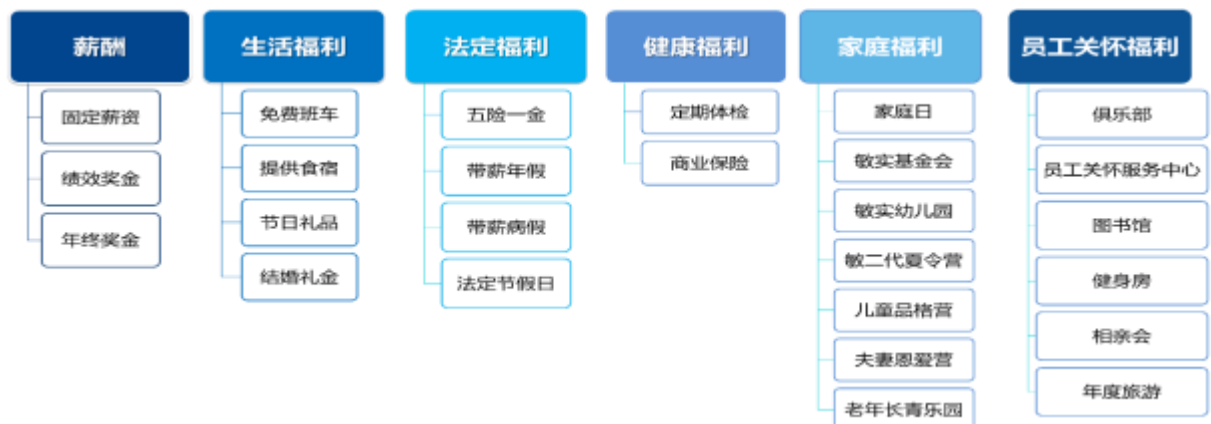 薪酬
固定薪资
绩效奖金
年终奖金
生活福利
免费班车
提供食宿
节日礼品
结婚礼金
法定福利
五险一金
带薪年假
带薪病假
法定节假日
健康福利
定期体检
商业保险
家庭福利
家庭日
敏实基金会
敏实幼儿园
敏二代夏令营
儿童品格营
夫妻恩爱营
老年长青乐园
员工关怀福利
俱乐部
员工关怀服务中心
图书馆
健身房
相亲会
年度旅游